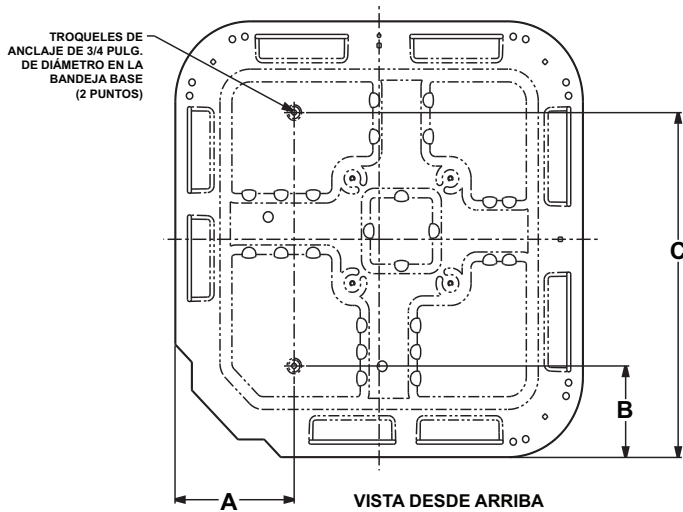 TROQUELES DE
ANCLAJE DE 3/4 PULG.
DE DIÁMETRO EN LA
BANDEJA BASE
(2 PUNTOS)
C
B
A
VISTA DESDE ARRIBA